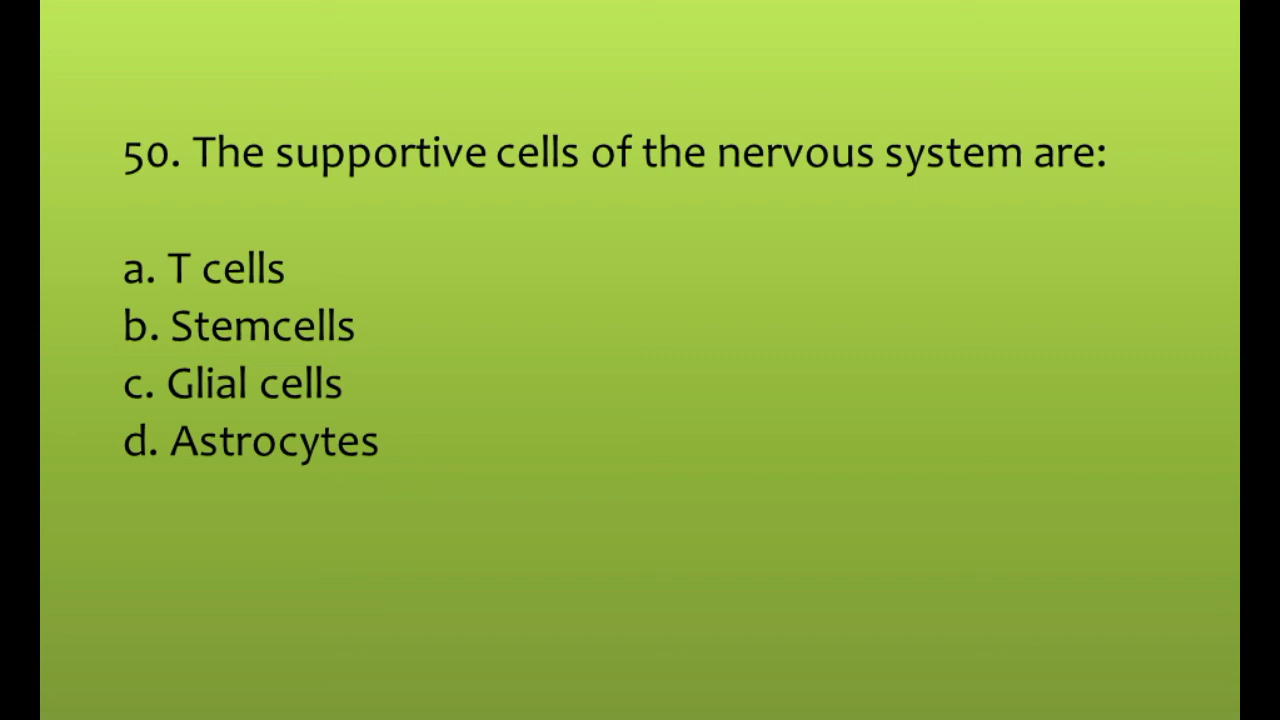 50. The supportive cells of the nervous system are:
a. T cells
b. Stemcells
c. Glial cells
d. Astrocytes